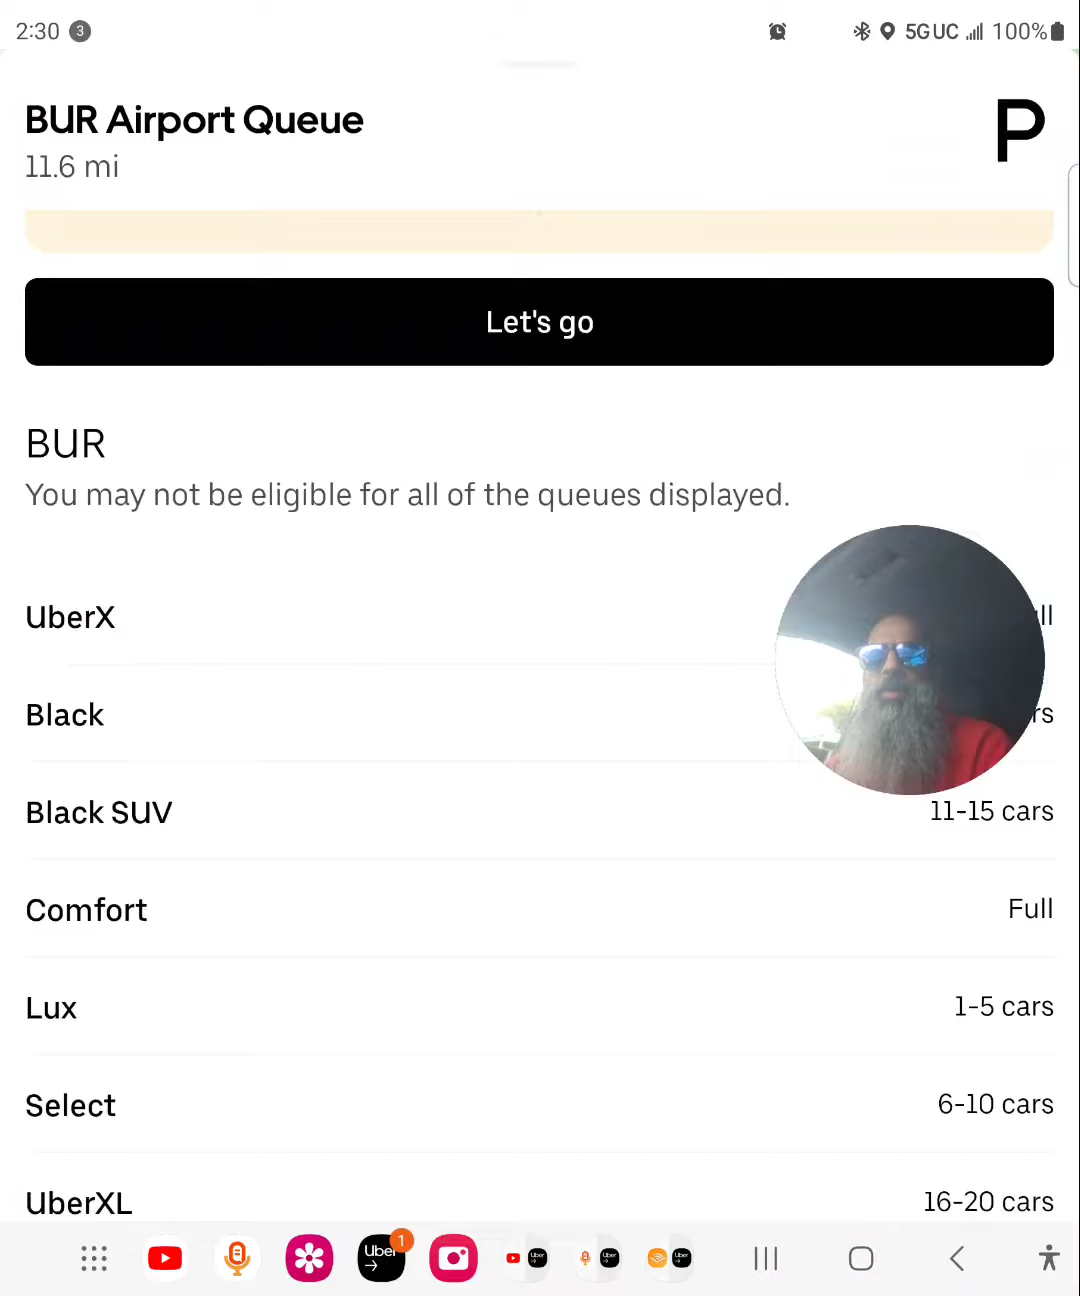 2:30 3 5G UC 100%
BUR Airport Queue
P
11.6 mi
Let's go
BUR
You may not be eligible for all of the queues displayed.
UberX
Black
Black SUV 11-15 cars
Comfort Full
Lux 1-5 cars
Select 6-10 cars
UberXL 16-20 cars
Uber 1